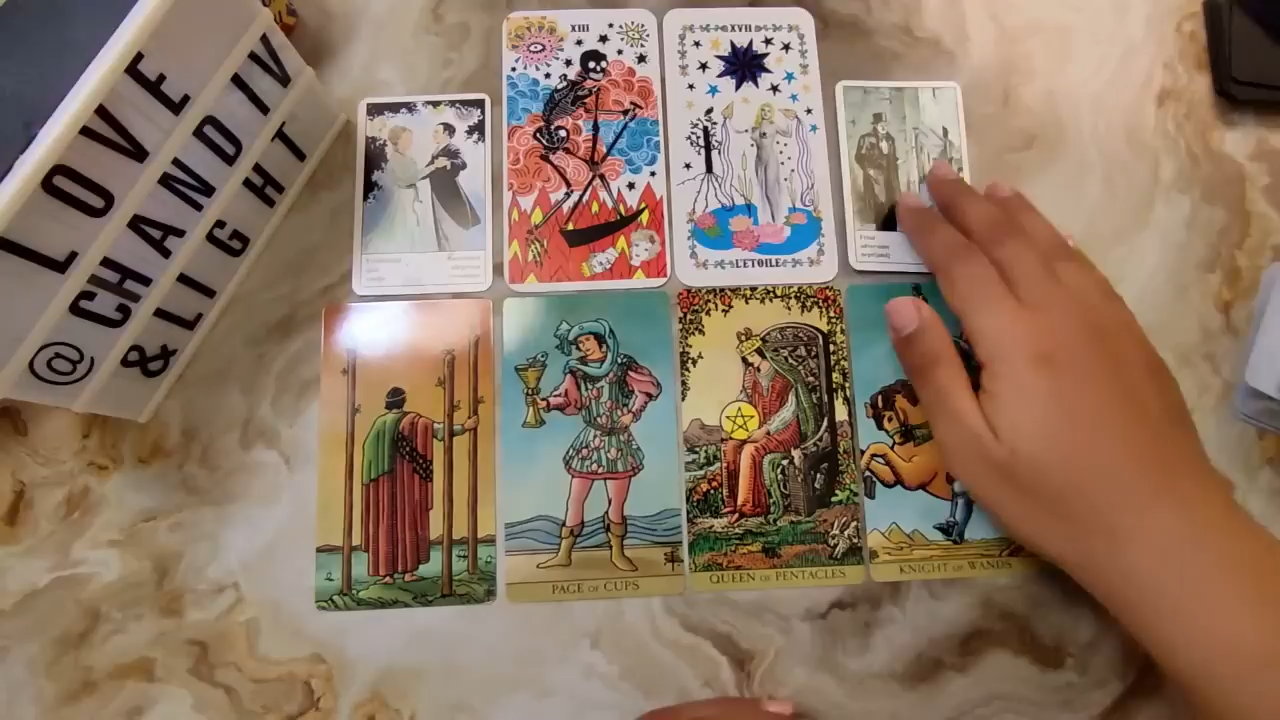 LOVE
@CHANDIV
& LIGHT
XIII
XVII
L'ETOILE
PAGE OF CUPS
QUEEN OF PENTACLES
KNIGHT OF WANDS